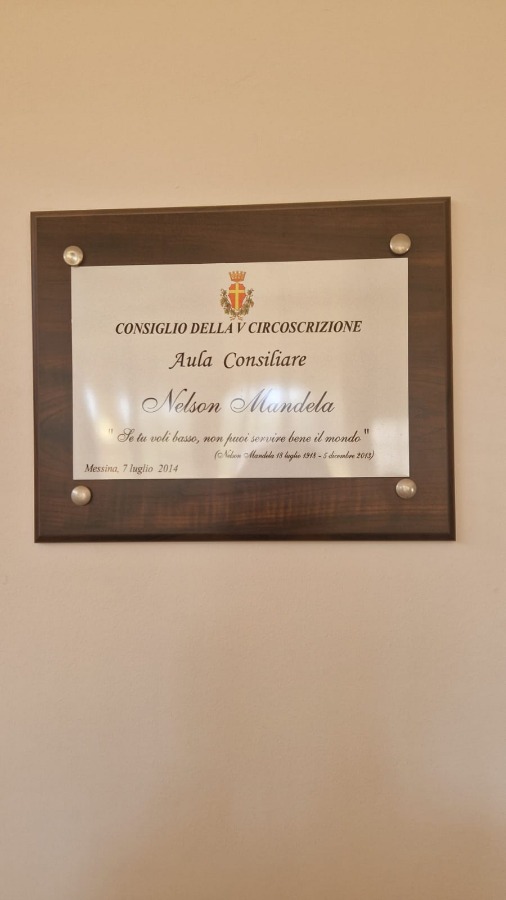 CONSIGLIO DELLA V CIRCOSCRIZIONE
Aula Consiliare
Nelson Mandela
" Se tu voli basso, non puoi servire bene il mondo "
(Nelson Mandela 18 luglio 1918 - 5 dicembre 2013)
Messina, 7 luglio 2014